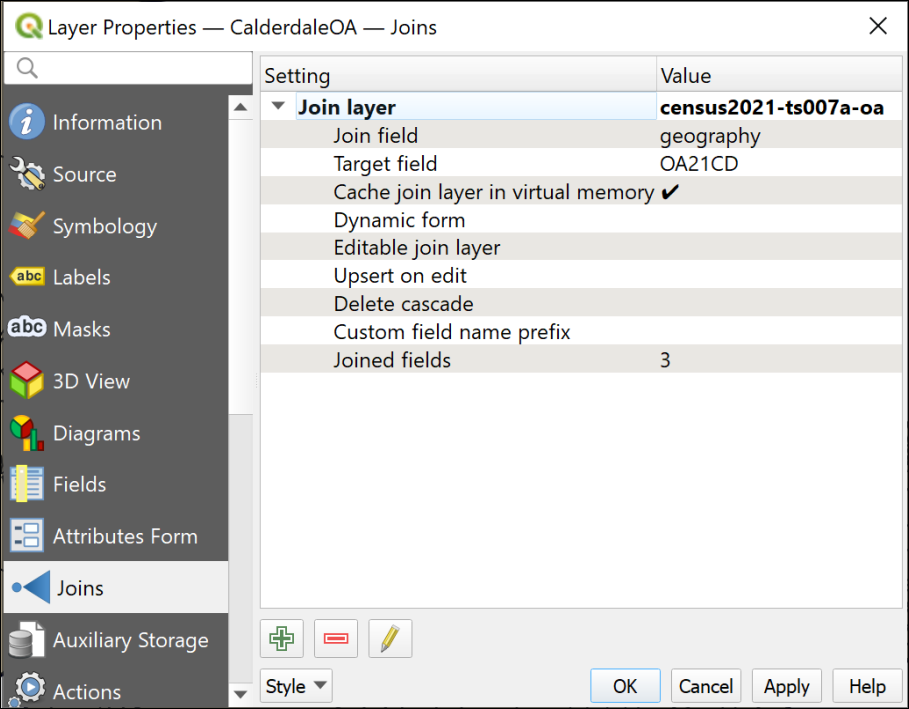 Layer Properties — CalderdaleOA — Joins
Information
Source
Symbology
abc Labels
abc Masks
3D View
Diagrams
Fields
Attributes Form
Joins
Auxiliary Storage
Actions
Setting Value
Join layer census2021-ts007a-oa
Join field geography
Target field OA21CD
Cache join layer in virtual memory ✔
Dynamic form
Editable join layer
Upsert on edit
Delete cascade
Custom field name prefix
Joined fields 3
Style OK Cancel Apply Help